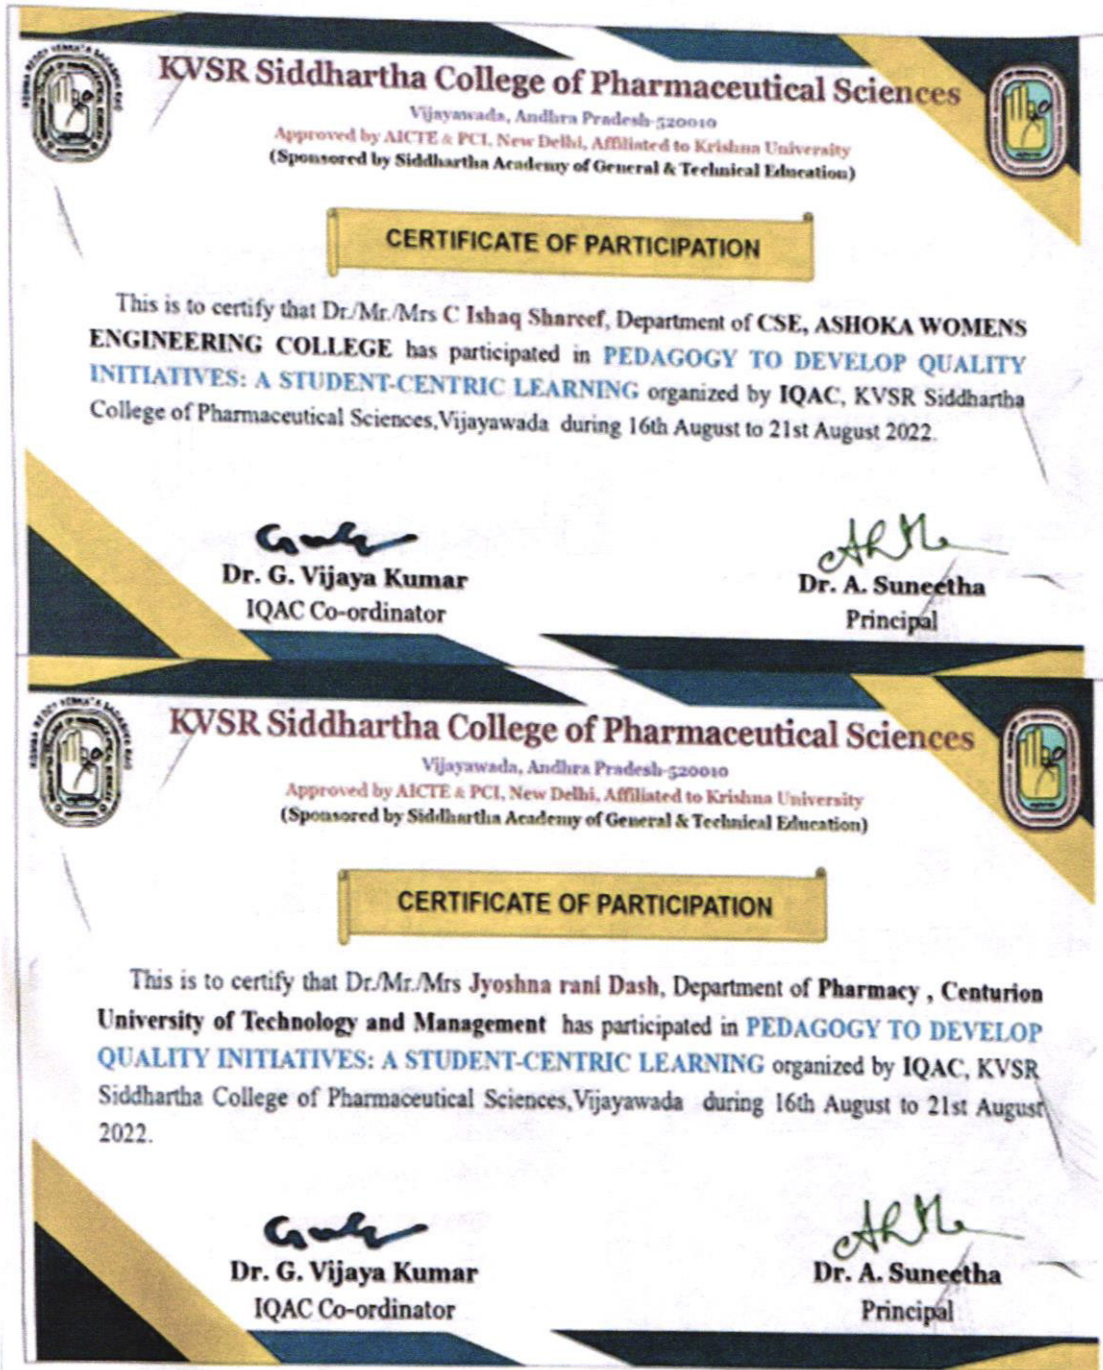 KVSR Siddhartha College of Pharmaceutical Sciences
Vijayawada, Andhra Pradesh-520010
Approved by AICTE & PCI, New Delhi, Affiliated to Krishna University
(Sponsored by Siddhartha Academy of General & Technical Education)
CERTIFICATE OF PARTICIPATION
This is to certify that Dr./Mr./Mrs C Ishaq Shareef, Department of CSE, ASHOKA WOMENS
ENGINEERING COLLEGE has participated in PEDAGOGY TO DEVELOP QUALITY
INITIATIVES: A STUDENT-CENTRIC LEARNING organized by IQAC, KVSR Siddhartha
College of Pharmaceutical Sciences,Vijayawada during 16th August to 21st August 2022.
Dr. G. Vijaya Kumar
IQAC Co-ordinator
Dr. A. Suneetha
Principal
KVSR Siddhartha College of Pharmaceutical Sciences
Vijayawada, Andhra Pradesh-520010
Approved by AICTE & PCI, New Delhi, Affiliated to Krishna University
(Sponsored by Siddhartha Academy of General & Technical Education)
CERTIFICATE OF PARTICIPATION
This is to certify that Dr./Mr./Mrs Jyoshna rani Dash, Department of Pharmacy , Centurion
University of Technology and Management has participated in PEDAGOGY TO DEVELOP
QUALITY INITIATIVES: A STUDENT-CENTRIC LEARNING organized by IQAC, KVSR
Siddhartha College of Pharmaceutical Sciences,Vijayawada during 16th August to 21st August
2022.
Dr. G. Vijaya Kumar
IQAC Co-ordinator
Dr. A. Suneetha
Principal